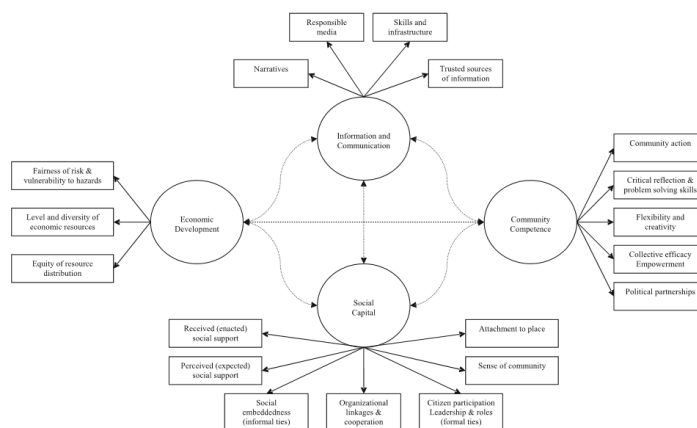 Responsible
media
Skills and
infrastructure
Narratives
Trusted sources
of information
Information and
Communication
Community action
Fairness of risk &
vulnerability to hazards
Critical reflection &
problem solving skills
Level and diversity of
economic resources
Economic
Development
Community
Competence
Flexibility and
creativity
Equity of resource
distribution
Collective efficacy
Empowerment
Political partnerships
Social
Capital
Received (enacted)
social support
Attachment to place
Perceived (expected)
social support
Sense of community
Social
embeddedness
(informal ties)
Organizational
linkages &
cooperation
Citizen participation
Leadership & roles
(formal ties)